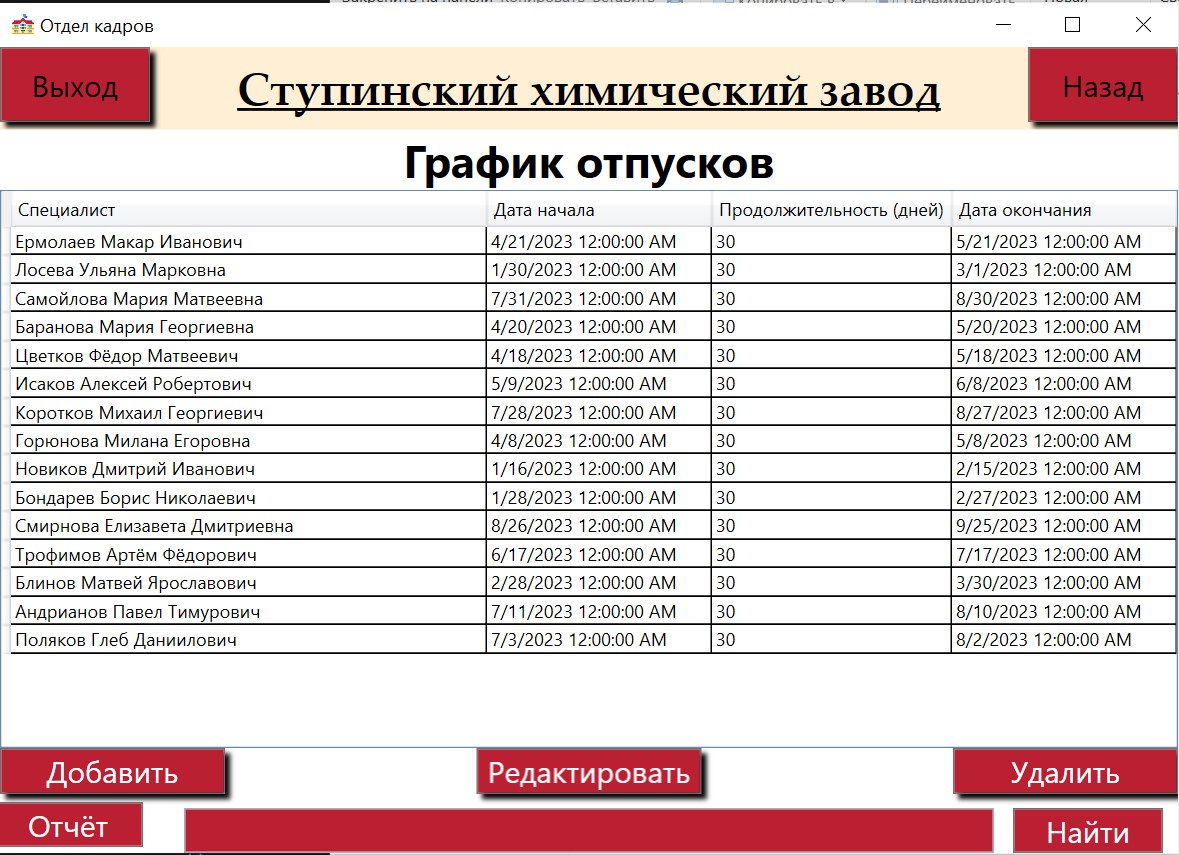 Отдел кадров
Выход
Ступинский химический завод
Назад
График отпусков
Специалист Дата начала Продолжительность (дней) Дата окончания
Ермолаев Макар Иванович 4/21/2023 12:00:00 AM 30 5/21/2023 12:00:00 AM
Лосева Ульяна Марковна 1/30/2023 12:00:00 AM 30 3/1/2023 12:00:00 AM
Самойлова Мария Матвеевна 7/31/2023 12:00:00 AM 30 8/30/2023 12:00:00 AM
Баранова Мария Георгиевна 4/20/2023 12:00:00 AM 30 5/20/2023 12:00:00 AM
Цветков Фёдор Матвеевич 4/18/2023 12:00:00 AM 30 5/18/2023 12:00:00 AM
Исаков Алексей Робертович 5/9/2023 12:00:00 AM 30 6/8/2023 12:00:00 AM
Коротков Михаил Георгиевич 7/28/2023 12:00:00 AM 30 8/27/2023 12:00:00 AM
Горюнова Милана Егоровна 4/8/2023 12:00:00 AM 30 5/8/2023 12:00:00 AM
Новиков Дмитрий Иванович 1/16/2023 12:00:00 AM 30 2/15/2023 12:00:00 AM
Бондарев Борис Николаевич 1/28/2023 12:00:00 AM 30 2/27/2023 12:00:00 AM
Смирнова Елизавета Дмитриевна 8/26/2023 12:00:00 AM 30 9/25/2023 12:00:00 AM
Трофимов Артём Фёдорович 6/17/2023 12:00:00 AM 30 7/17/2023 12:00:00 AM
Блинов Матвей Ярославович 2/28/2023 12:00:00 AM 30 3/30/2023 12:00:00 AM
Андрианов Павел Тимурович 7/11/2023 12:00:00 AM 30 8/10/2023 12:00:00 AM
Поляков Глеб Даниилович 7/3/2023 12:00:00 AM 30 8/2/2023 12:00:00 AM
Добавить Редактировать Удалить
Отчёт Найти